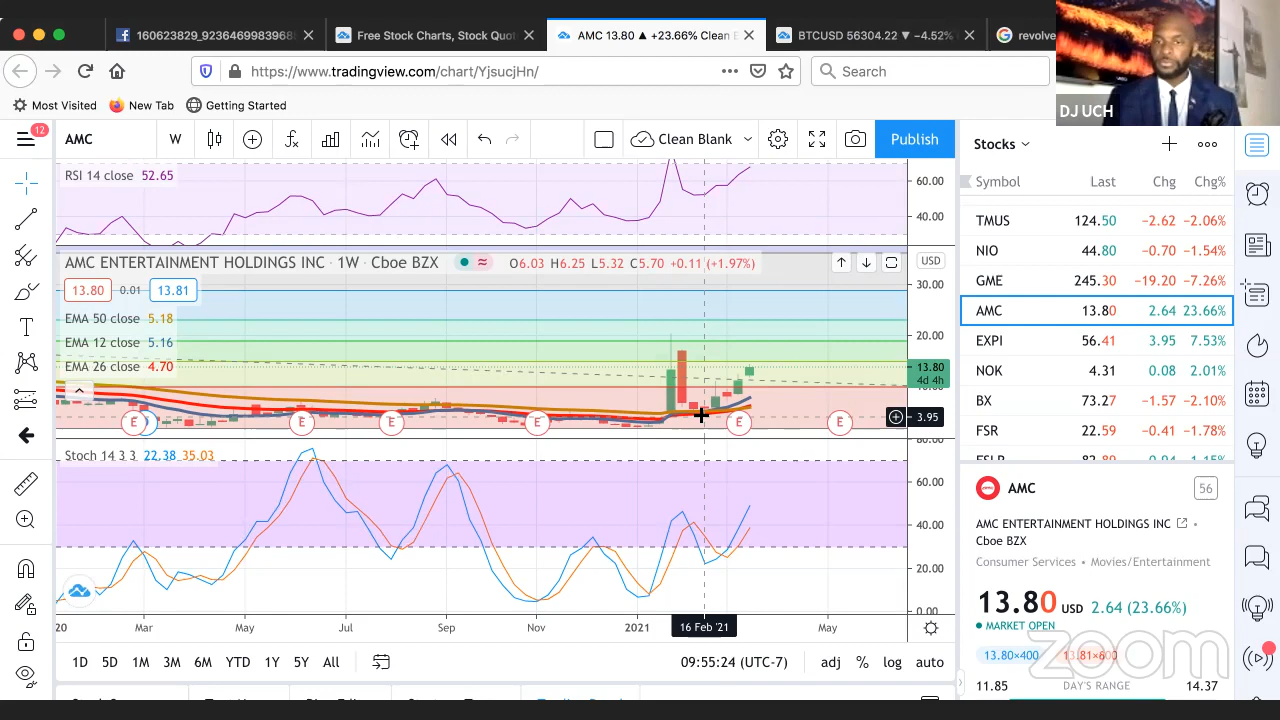 160623829_9236469983968
Free Stock Charts, Stock Quot
AMC 13.80 ▲ +23.66% Clean B
BTCUSD 56304.22 ▼ −4.52%
revolve
https://www.tradingview.com/chart/YjsucjHn/
Search
Most Visited
New Tab
Getting Started
DJ UCH
12
AMC
W
Clean Blank
Publish
Stocks
Symbol Last Chg Chg%
TMUS 124.50 −2.62 −2.06%
NIO 44.80 −0.70 −1.54%
GME 245.30 −19.20 −7.26%
AMC 13.80 2.64 23.66%
EXPI 56.41 3.95 7.53%
NOK 4.31 0.08 2.01%
BX 73.27 −1.57 −2.10%
FSR 22.59 −0.41 −1.78%
RSI 14 close 52.65
60.00
40.00
AMC ENTERTAINMENT HOLDINGS INC · 1W · Cboe BZX
O6.03 H6.25 L5.32 C5.70 +0.11 (+1.97%)
USD
13.80 0.01 13.81
30.00
EMA 50 close 5.18
20.00
EMA 12 close 5.16
EMA 26 close 4.70
13.80
4d 4h
E E E E E E
3.95
80.00
Stoch 14 3 3 22.38 35.03
60.00
40.00
20.00
0.00
20 Mar May Jul Sep Nov 2021 16 Feb '21 May
1D 5D 1M 3M 6M YTD 1Y 5Y All
09:55:24 (UTC-7)
adj % log auto
AMC
56
AMC ENTERTAINMENT HOLDINGS INC ·
Cboe BZX
Consumer Services • Movies/Entertainment
13.80 USD 2.64 (23.66%)
MARKET OPEN
13.80×400 13.81×600
11.85 DAY'S RANGE 14.37
zoom